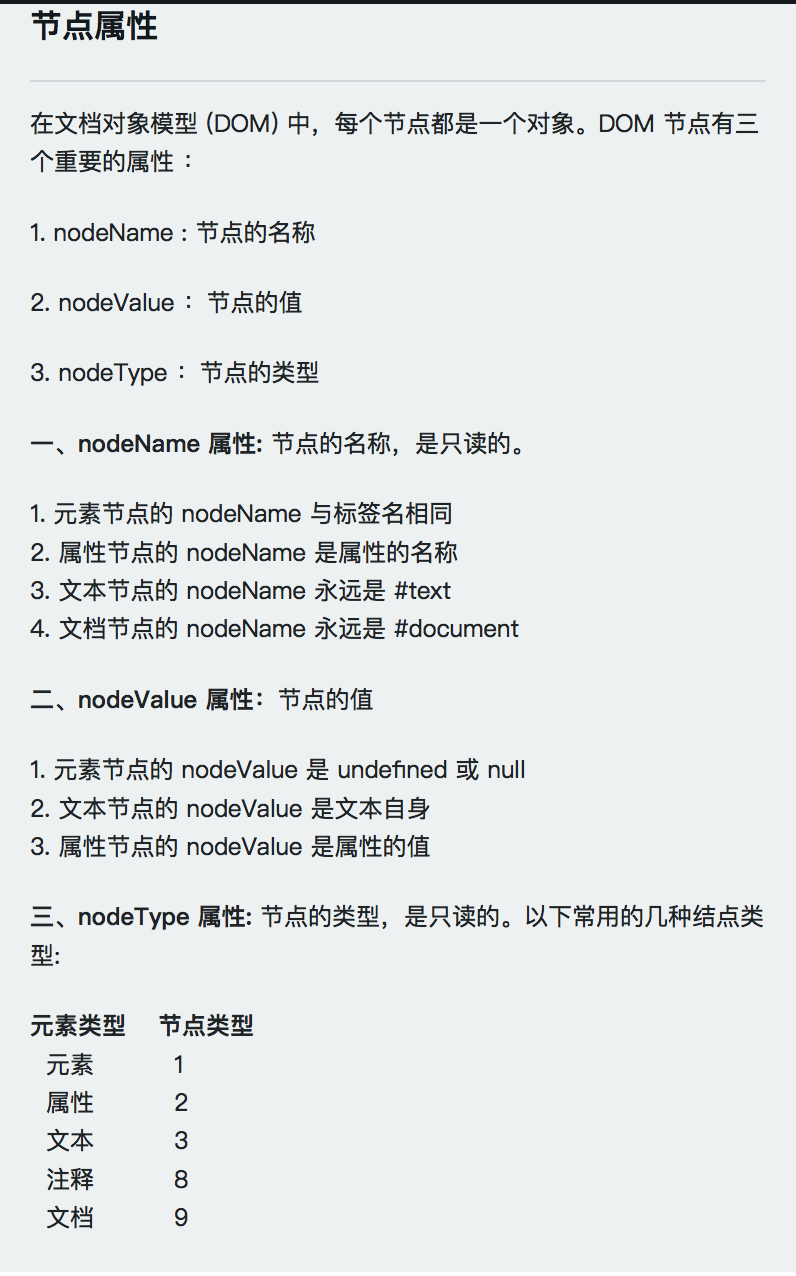 节点属性
在文档对象模型 (DOM) 中，每个节点都是一个对象。DOM 节点有三
个重要的属性 ：
1. nodeName : 节点的名称
2. nodeValue ：节点的值
3. nodeType ：节点的类型
一、nodeName 属性: 节点的名称，是只读的。
1. 元素节点的 nodeName 与标签名相同
2. 属性节点的 nodeName 是属性的名称
3. 文本节点的 nodeName 永远是 #text
4. 文档节点的 nodeName 永远是 #document
二、nodeValue 属性：节点的值
1. 元素节点的 nodeValue 是 undefined 或 null
2. 文本节点的 nodeValue 是文本自身
3. 属性节点的 nodeValue 是属性的值
三、nodeType 属性: 节点的类型，是只读的。以下常用的几种结点类
型:
元素类型 节点类型
元素 1
属性 2
文本 3
注释 8
文档 9